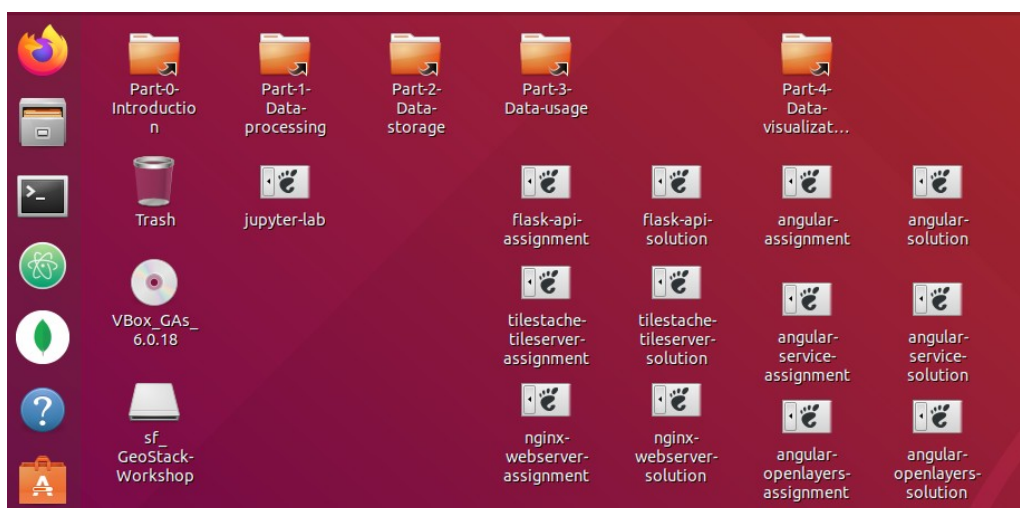 Part-0-
Introductio
n
Part-1-
Data-
processing
Part-2-
Data-
storage
Part-3-
Data-usage
Part-4-
Data-
visualizat...
Trash
jupyter-lab
flask-api-
assignment
flask-api-
solution
angular-
assignment
angular-
solution
VBox_GAs_
6.0.18
tilestache-
tileserver-
assignment
tilestache-
tileserver-
solution
angular-
service-
assignment
angular-
service-
solution
sf_
GeoStack-
Workshop
nginx-
webserver-
assignment
nginx-
webserver-
solution
angular-
openlayers-
assignment
angular-
openlayers-
solution